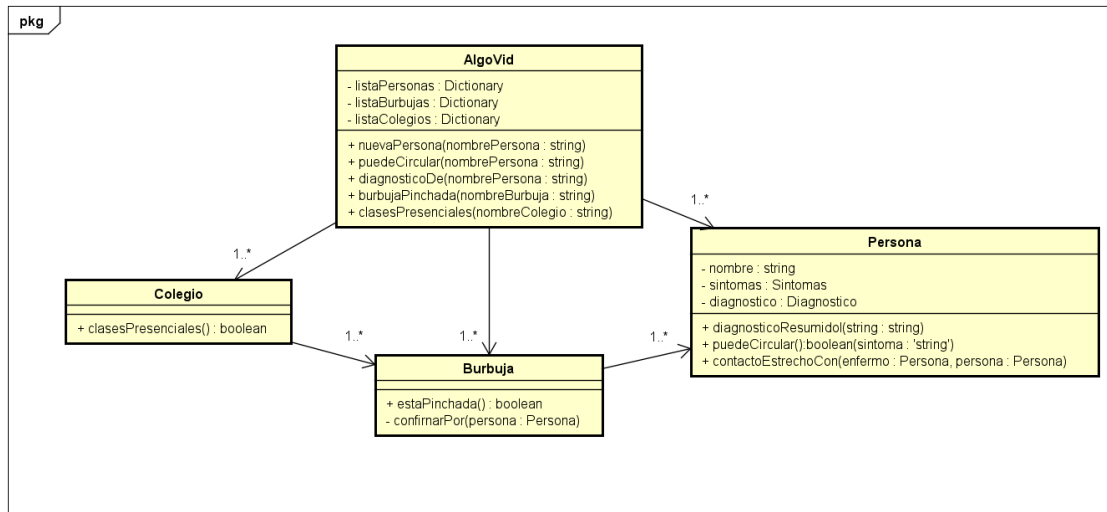 pkg
AlgoVid
- listaPersonas : Dictionary
- listaBurbujas : Dictionary
- listaColegios : Dictionary
+ nuevaPersona(nombrePersona : string)
+ puedeCircular(nombrePersona : string)
+ diagnosticoDe(nombrePersona : string)
+ burbujaPinchada(nombreBurbuja : string)
+ clasesPresenciales(nombreColegio : string)
1..*
1..*
1..*
Persona
- nombre : string
- sintomas : Sintomas
- diagnostico : Diagnostico
+ diagnosticoResumidol(string : string)
+ puedeCircular():boolean(sintoma : 'string')
+ contactoEstrechoCon(enfermo : Persona, persona : Persona)
Colegio
+ clasesPresenciales() : boolean
1..*
1..*
Burbuja
+ estaPinchada() : boolean
- confirnarPor(persona : Persona)